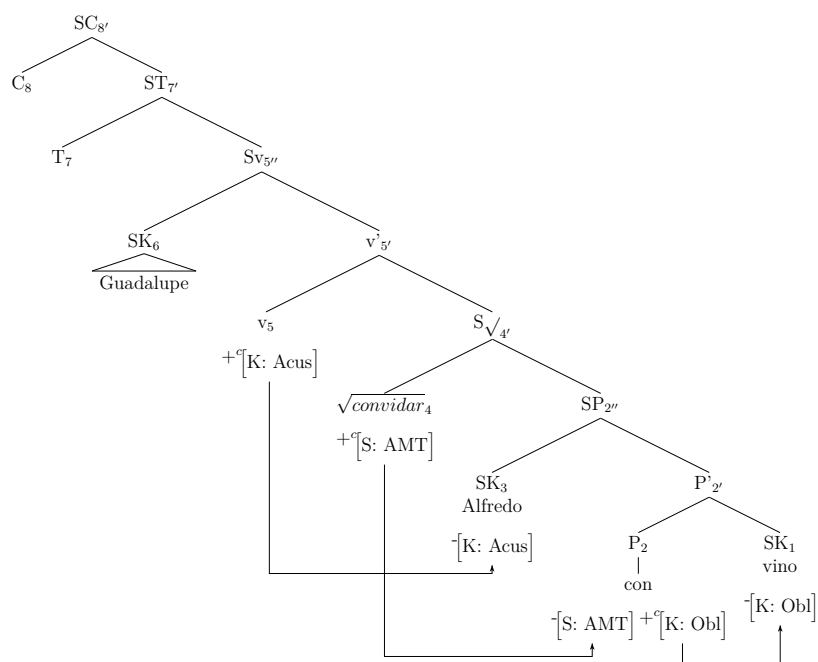 SC₈′
C₈ ST₇′
T₇ Sv₅″
SK₆ v'₅′
Guadalupe
v₅ S√₄′
+ᶜ[K: Acus]
√convidar₄ SP₂″
+ᶜ[S: AMT]
SK₃ P'₂′
Alfredo
-[K: Acus] P₂ SK₁
vino
con
-[S: AMT] +ᶜ[K: Obl] -[K: Obl]